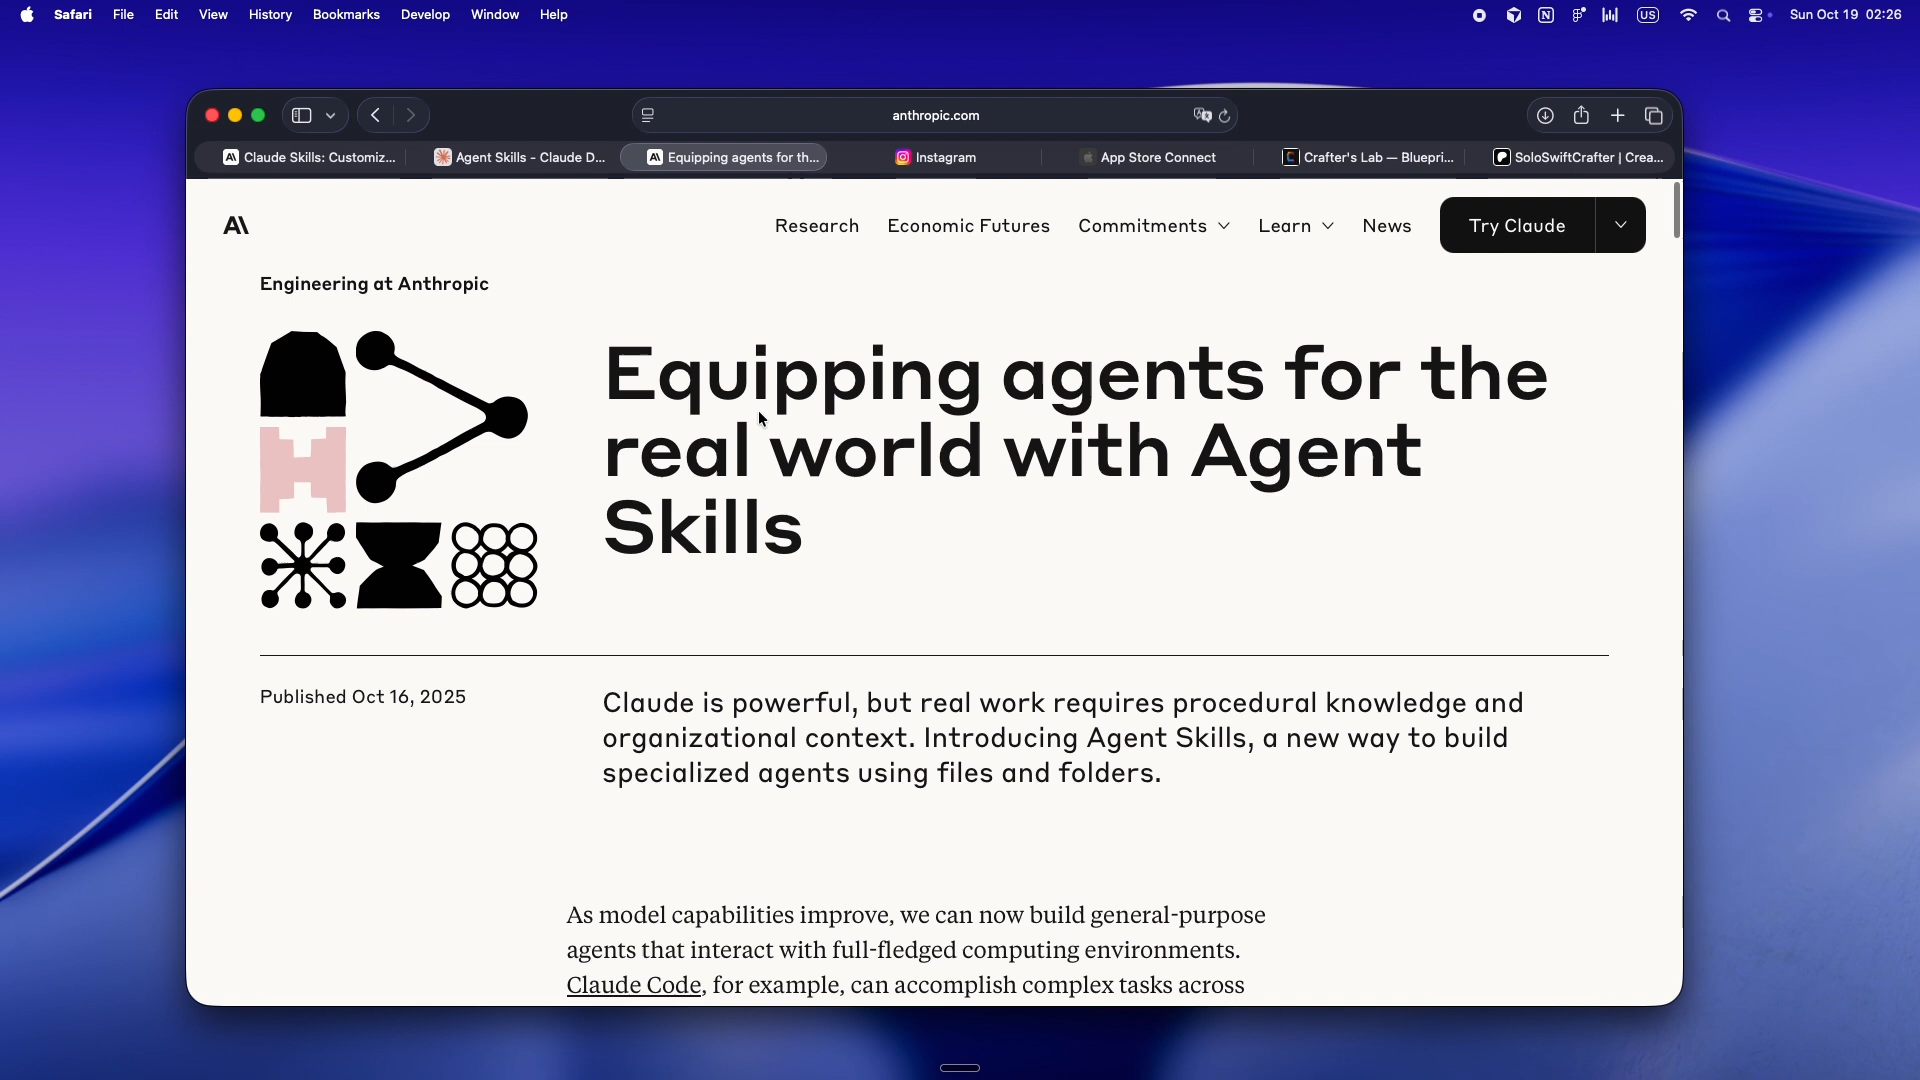 Safari File Edit View History Bookmarks Develop Window Help US Sun Oct 19 02:26
anthropic.com
Claude Skills: Customiz... Agent Skills - Claude D... Equipping agents for th... Instagram App Store Connect Crafter's Lab — Bluepri... SoloSwiftCrafter | Crea...
Research Economic Futures Commitments Learn News Try Claude
Engineering at Anthropic
Equipping agents for the
real world with Agent
Skills
Published Oct 16, 2025
Claude is powerful, but real work requires procedural knowledge and
organizational context. Introducing Agent Skills, a new way to build
specialized agents using files and folders.
As model capabilities improve, we can now build general-purpose
agents that interact with full-fledged computing environments.
Claude Code, for example, can accomplish complex tasks across